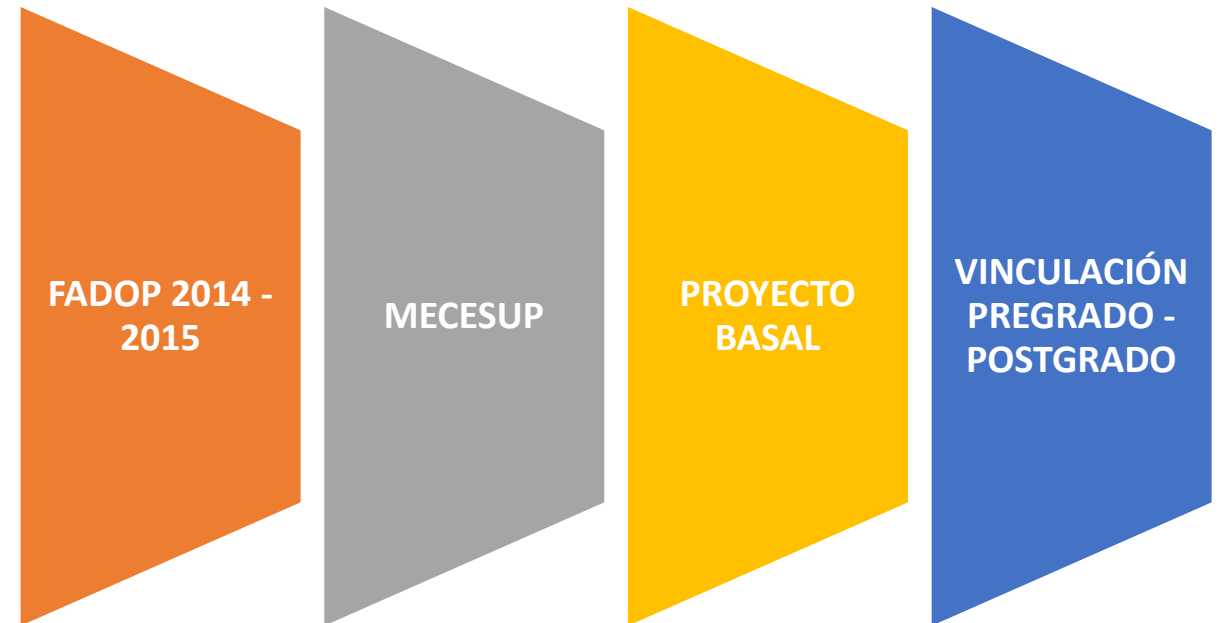 FADOP 2014 -
2015
MECESUP
PROYECTO
BASAL
VINCULACIÓN
PREGRADO -
POSTGRADO